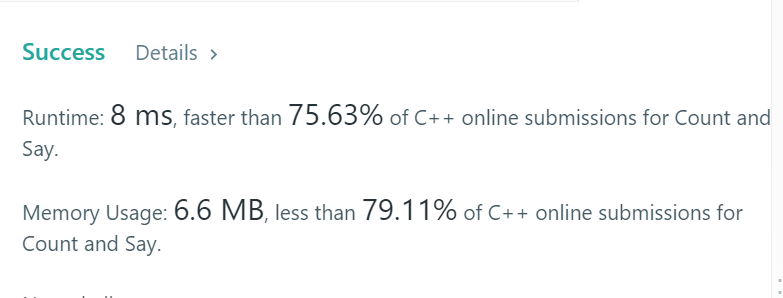 Success Details >
Runtime: 8 ms, faster than 75.63% of C++ online submissions for Count and
Say.
Memory Usage: 6.6 MB, less than 79.11% of C++ online submissions for
Count and Say.